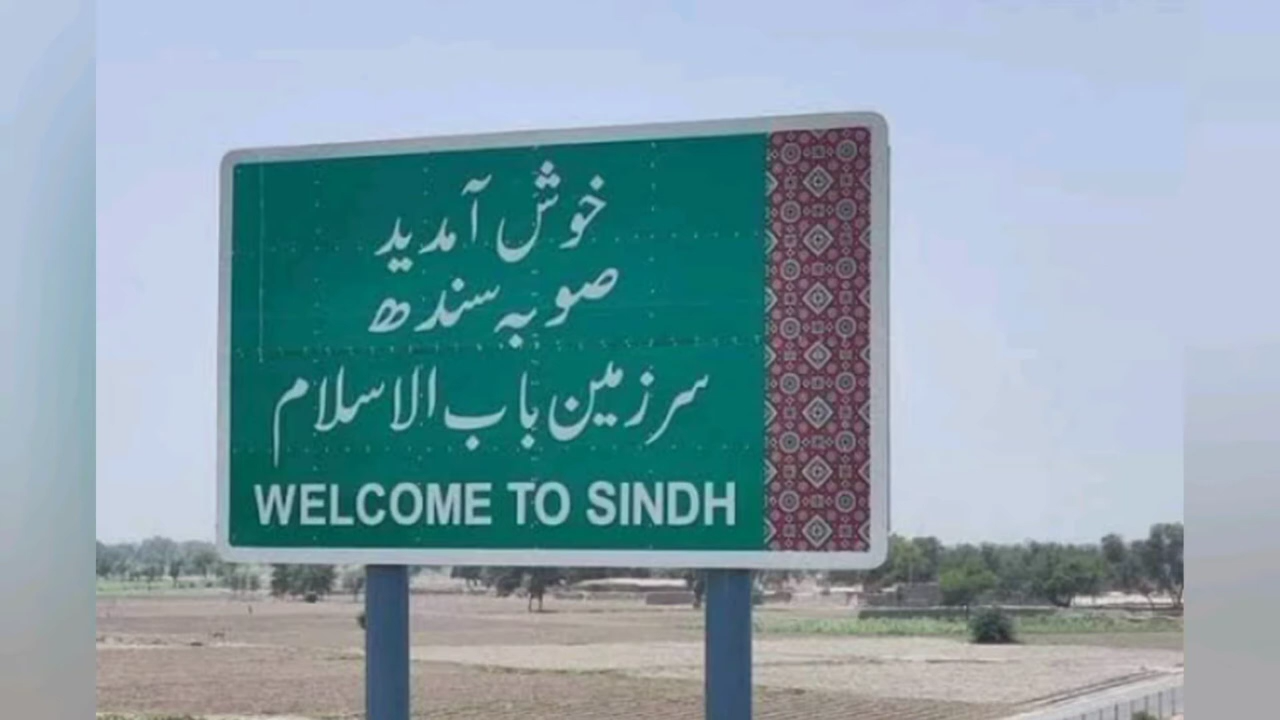 خوش آمدید
صوبہ سندھ
سرزمین باب الاسلام
WELCOME TO SINDH